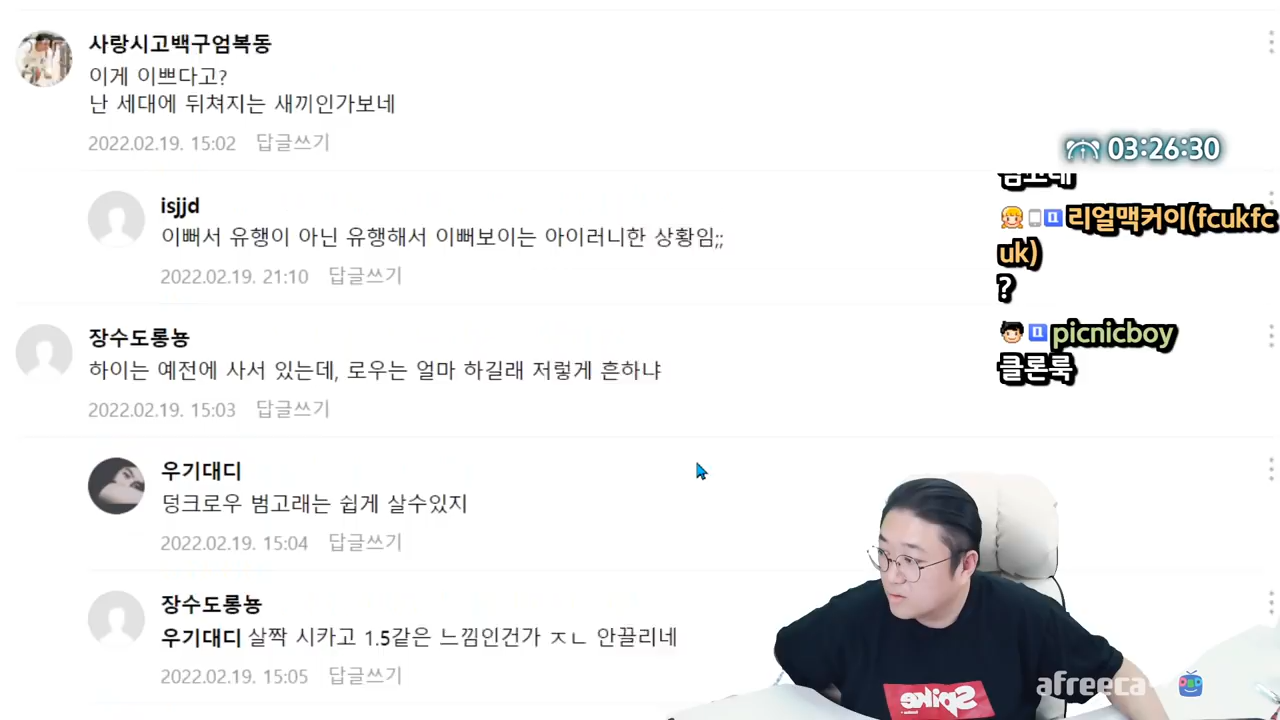 사랑시고백구엄복동
이게 이쁘다고?
난 세대에 뒤쳐지는 새끼인가보네
2022.02.19. 15:02 답글쓰기
03:26:30
범고래
isjjd
이뻐서 유행이 아닌 유행해서 이뻐보이는 아이러니한 상황임;;
2022.02.19. 21:10 답글쓰기
리얼맥커이(fcukfc
uk)
?
장수도롱뇽
하이는 예전에 사서 있는데, 로우는 얼마 하길래 저렇게 흔하냐
2022.02.19. 15:03 답글쓰기
picnicboy
클론룩
우기대디
덩크로우 범고래는 쉽게 살수있지
2022.02.19. 15:04 답글쓰기
장수도롱뇽
우기대디 살짝 시카고 1.5같은 느낌인건가 ㅈㄴ 안끌리네
2022.02.19. 15:05 답글쓰기
Spike
afreeca